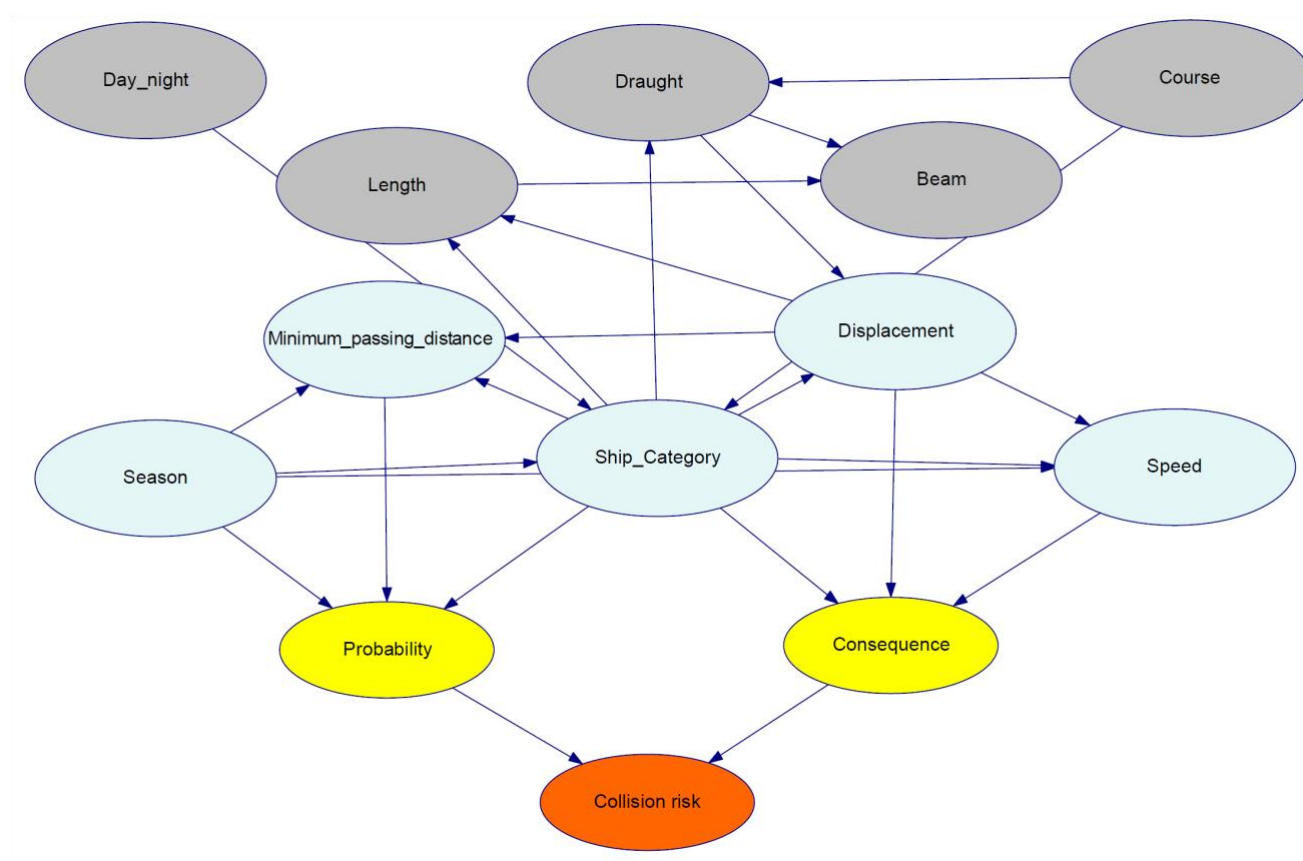 Day_night
Draught
Course
Length
Beam
Minimum_passing_distance
Displacement
Season
Ship_Category
Speed
Probability
Consequence
Collision risk